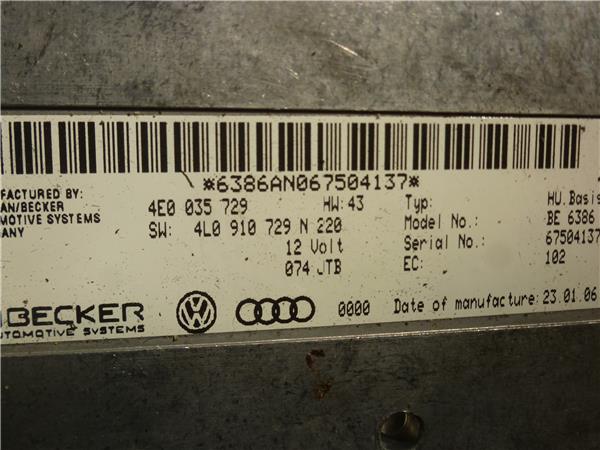 *6386AN067504137*
FACTURED BY:
AN/BECKER
MOTIVE SYSTEMS
ANY
4E0 035 729 HW: 43
SW: 4L0 910 729 N 220
12 Volt
074 JTB
Typ: HU. Basis
Model No.: BE 6386
Serial No.: 67504137
EC: 102
BECKER
UTOMOTIVE SYSTEMS
0000 Date of manufacture: 23.01.06